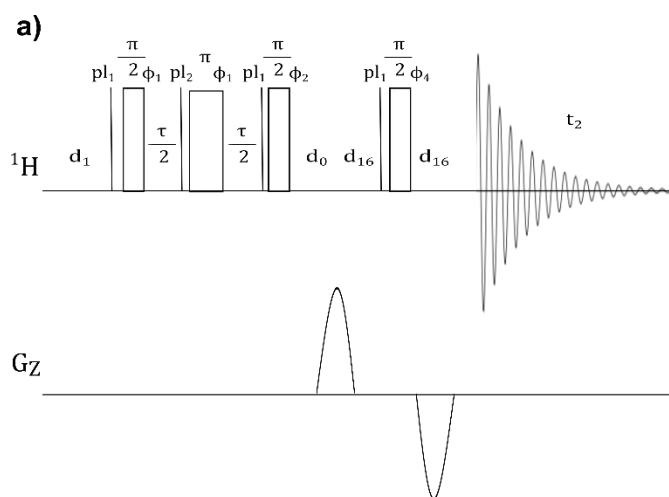 a)
pl₁ π/2 ϕ₁ pl₂ π ϕ₁ pl₁ π/2 ϕ₂ pl₁ π/2 ϕ₄
¹H d₁ τ/2 τ/2 d₀ d₁₆ d₁₆ t₂
G_Z